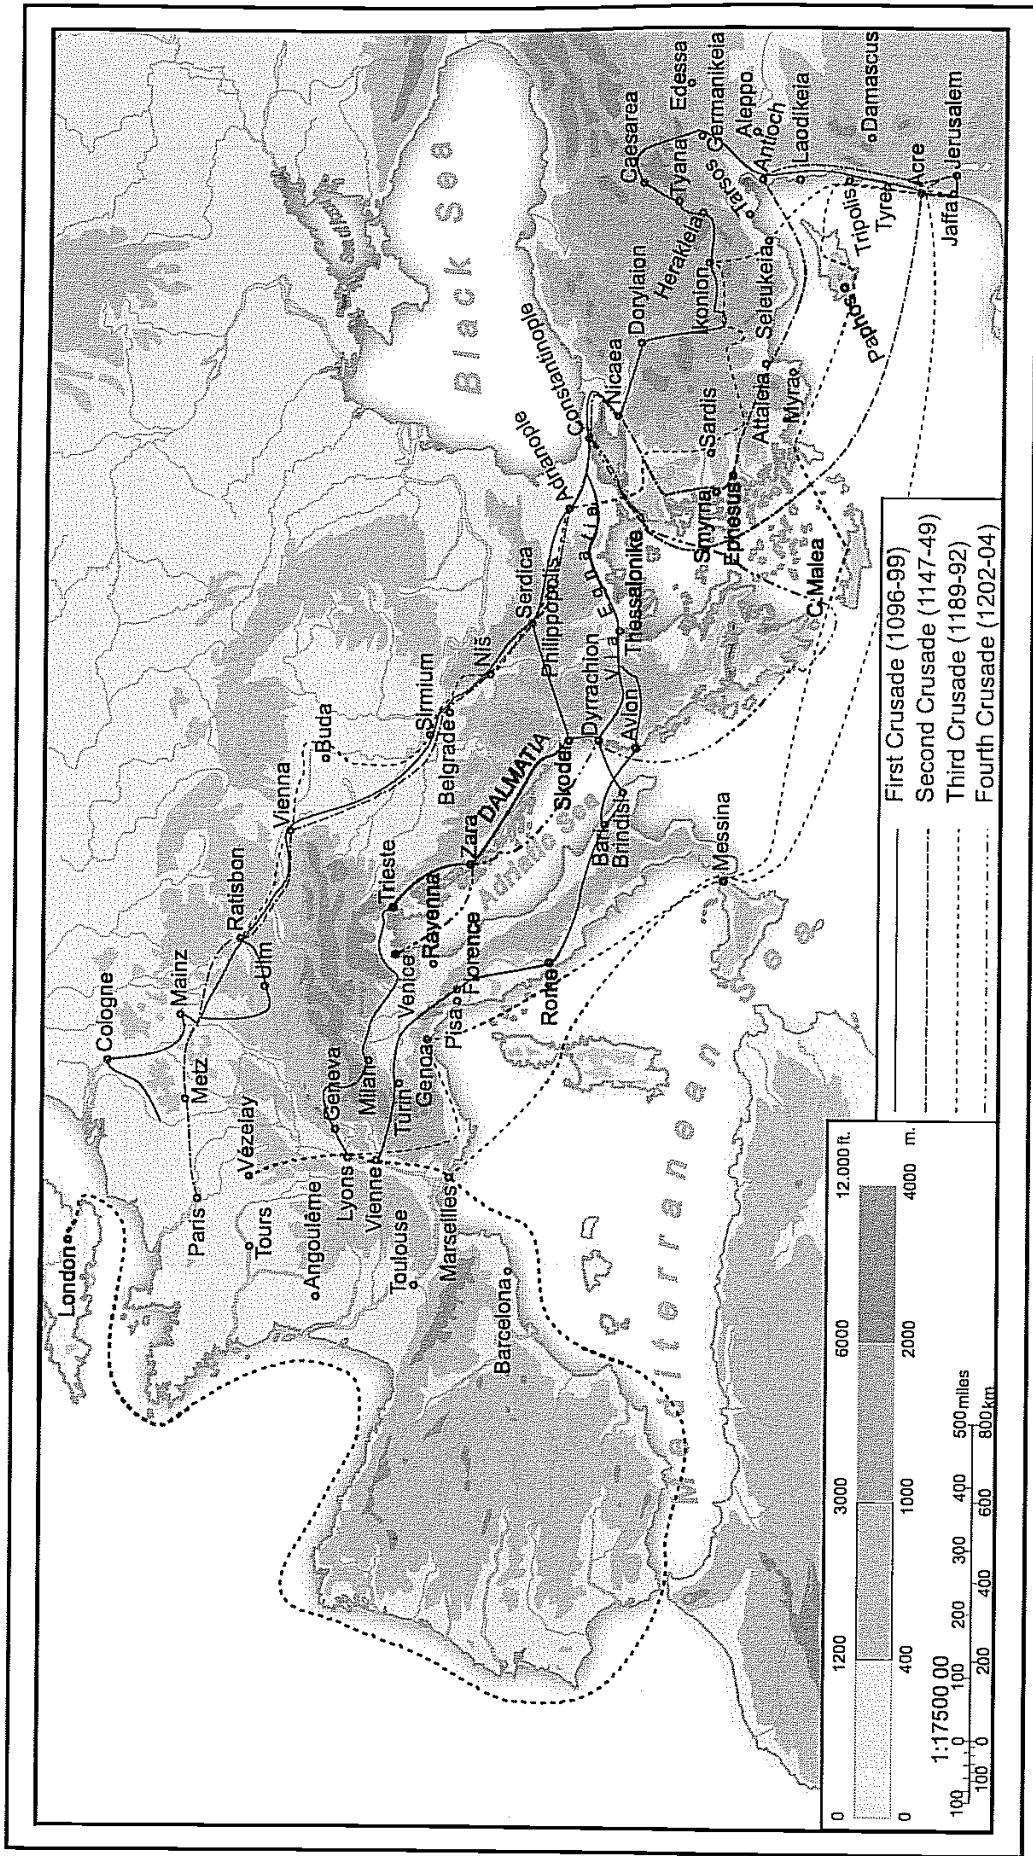 London
Paris
Tours
Angoulême
Toulouse
Barcelona
Vézelay
Metz
Cologne
Mainz
Ulm
Ratisbon
Vienna
Buda
Geneva
Lyons
Vienne
Marseilles
Milan
Turin
Genoa
Pisa
Florence
Venice
Trieste
Rayenna
Zara
DALMATIA
Adriatic Sea
Rome
Bari
Brindisi
Messina
Sirmium
Belgrade
Nis
Serdica
Philippopolis
Skoder
Dyrrachion
Avlon
Via Egnatia
Thessalonike
Adrianople
Constantinople
Black Sea
Nicaea
Dorylaion
Sardis
Smyrna
Ephesus
C.Malea
Attaleia
Myra
Ikonion
Herakleia
Tyana
Caesarea
Seleukeia
Tarsos
Germanikeia
Edessa
Aleppo
Antioch
Laodikeia
Paphos
Tripolis
Tyre
Damascus
Acre
Jaffa
Jerusalem
First Crusade (1096-99)
Second Crusade (1147-49)
Third Crusade (1189-92)
Fourth Crusade (1202-04)
0 1200 3000 6000 12.000 ft.
0 400 1000 2000 4000 m.
1:17500 00
100 0 100 200 300 400 500 miles
100 0 200 400 600 800 km